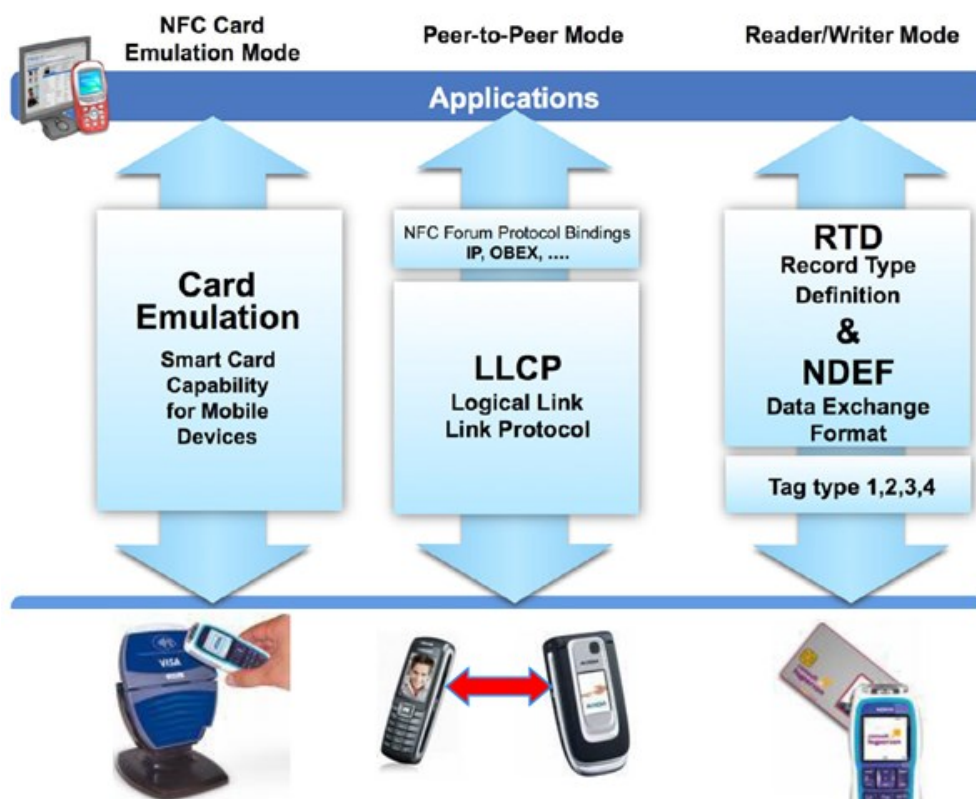 NFC Card
Emulation Mode
Peer-to-Peer Mode
Reader/Writer Mode
Applications
Card
Emulation
Smart Card
Capability
for Mobile
Devices
NFC Forum Protocol Bindings
IP, OBEX, ....
LLCP
Logical Link
Link Protocol
RTD
Record Type
Definition
&
NDEF
Data Exchange
Format
Tag type 1,2,3,4
VISA
NOKIA